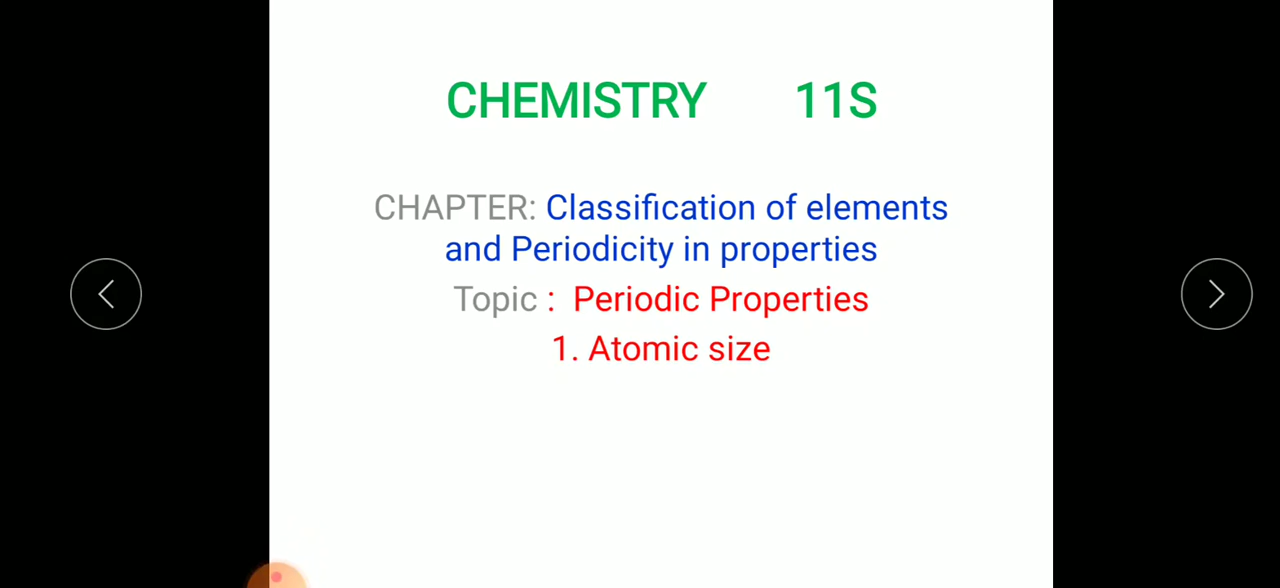 CHEMISTRY 11S
CHAPTER: Classification of elements
and Periodicity in properties
Topic : Periodic Properties
1. Atomic size